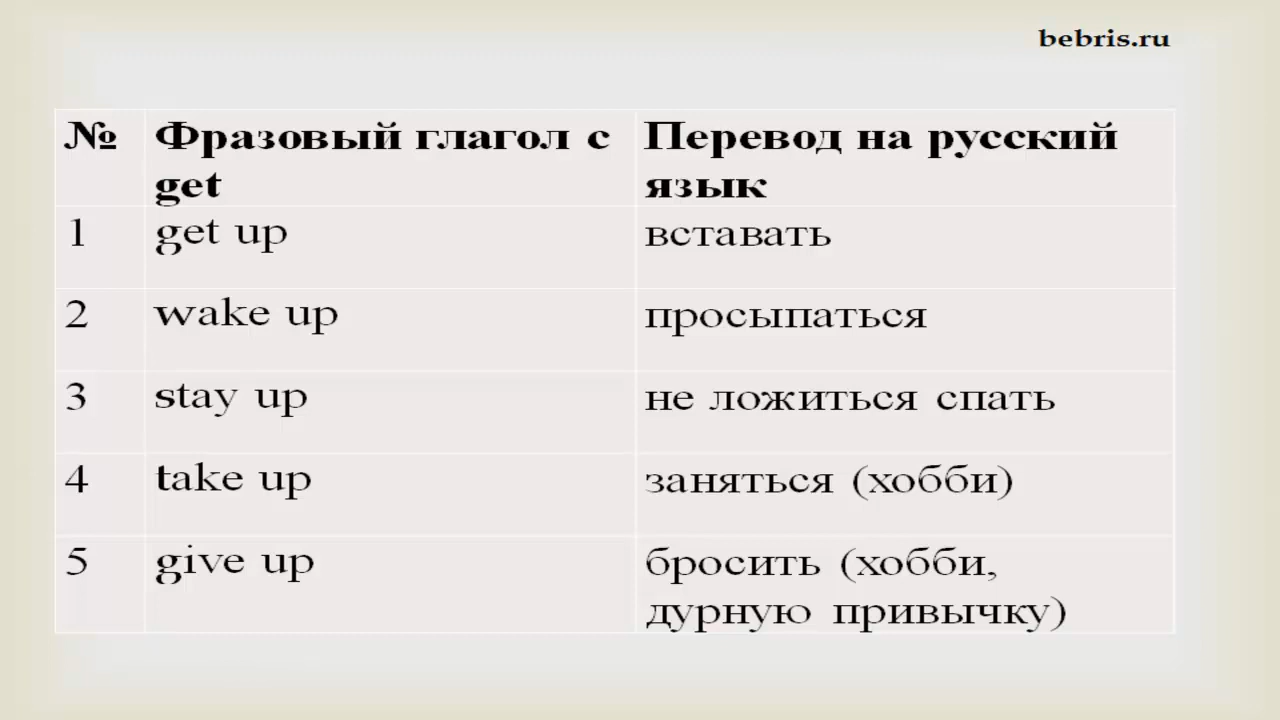 bebris.ru
№ Фразовый глагол с Перевод на русский
get язык
1 get up вставать
2 wake up просыпаться
3 stay up не ложиться спать
4 take up заняться (хобби)
5 give up бросить (хобби,
дурную привычку)